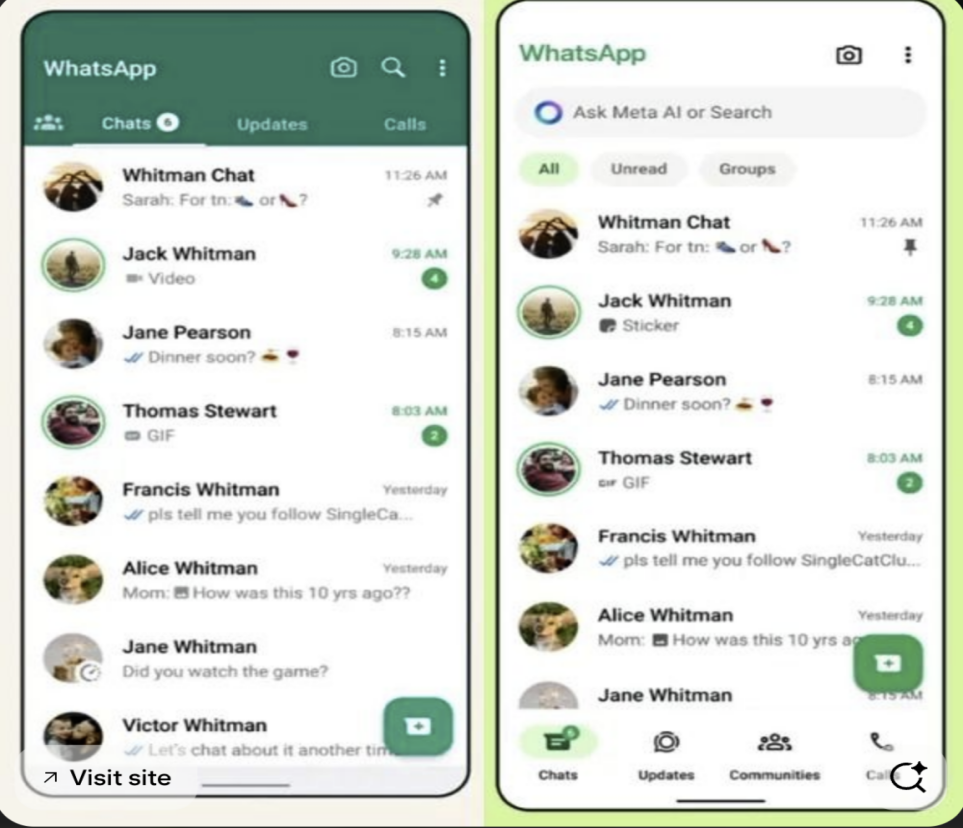 WhatsApp
Chats 6 Updates Calls
Whitman Chat 11:26 AM
Sarah: For tn: 👟 or 👠?
Jack Whitman 9:28 AM
Video 4
Jane Pearson 8:15 AM
Dinner soon? 🍝 🍷
Thomas Stewart 8:03 AM
GIF 2
Francis Whitman Yesterday
pls tell me you follow SingleCa...
Alice Whitman Yesterday
Mom: How was this 10 yrs ago??
Jane Whitman
Did you watch the game?
Victor Whitman
Let's chat about it another
Visit site
WhatsApp
Ask Meta AI or Search
All Unread Groups
Whitman Chat 11:26 AM
Sarah: For tn: 👟 or 👠?
Jack Whitman 9:28 AM
Sticker 4
Jane Pearson 8:15 AM
Dinner soon? 🍝 🍷
Thomas Stewart 8:03 AM
GIF GIF 2
Francis Whitman Yesterday
pls tell me you follow SingleCatClu...
Alice Whitman Yesterday
Mom: How was this 10 yrs
Jane Whitman 8:15 AM
Chats Updates Communities